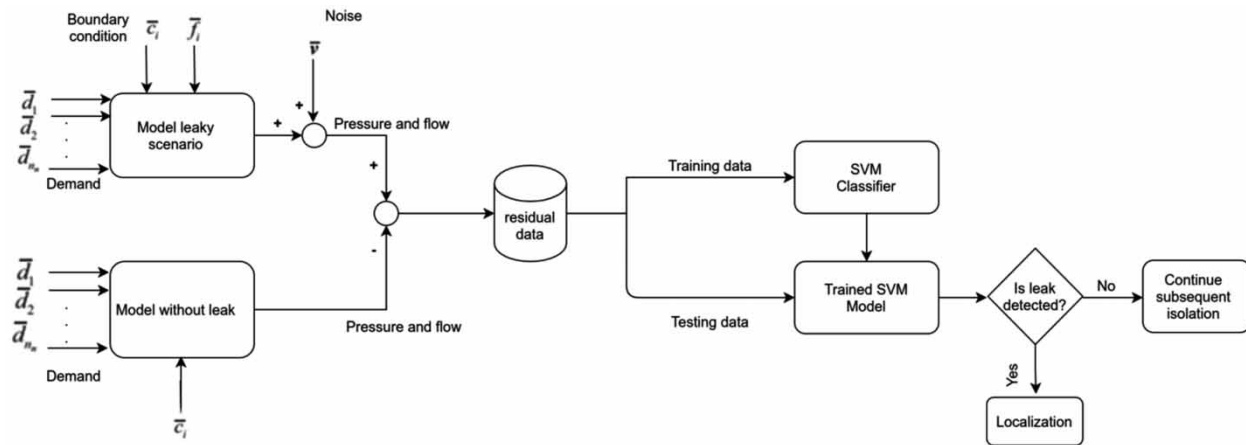 Boundary
condition
c̅ᵢ
f̅ᵢ
Noise
v̅
d̅₁
d̅₂
.
.
.
d̅ₙₙ
Demand
Model leaky
scenario
+
+
Pressure and flow
+
-
d̅₁
d̅₂
.
.
.
d̅ₙₙ
Demand
Model without leak
c̅ᵢ
Pressure and flow
residual
data
Training data
Testing data
SVM
Classifier
Trained SVM
Model
Is leak
detected?
No
Continue
subsequent
isolation
Yes
Localization